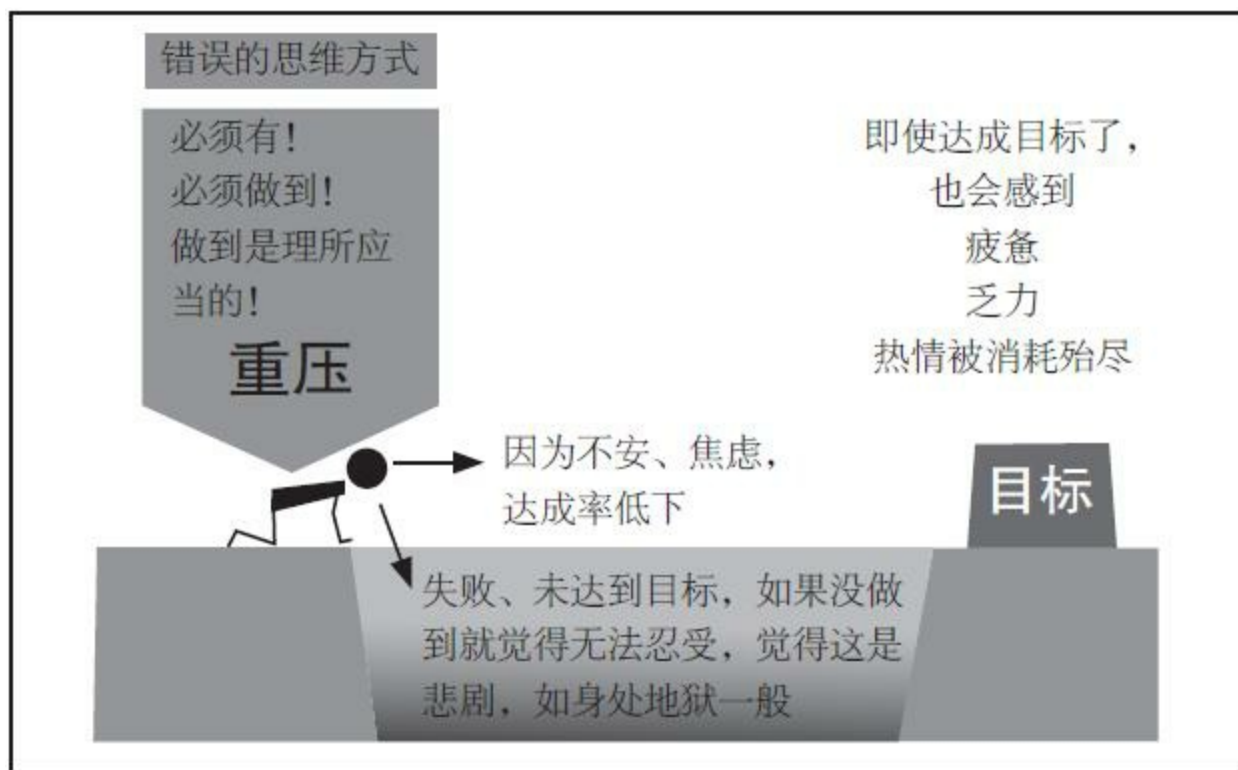 错误的思维方式
必须有！
必须做到！
做到是理所应
当的！
重压
即使达成目标了，
也会感到
疲惫
乏力
热情被消耗殆尽
因为不安、焦虑，
达成率低下
目标
失败、未达到目标，如果没做
到就觉得无法忍受，觉得这是
悲剧，如身处地狱一般